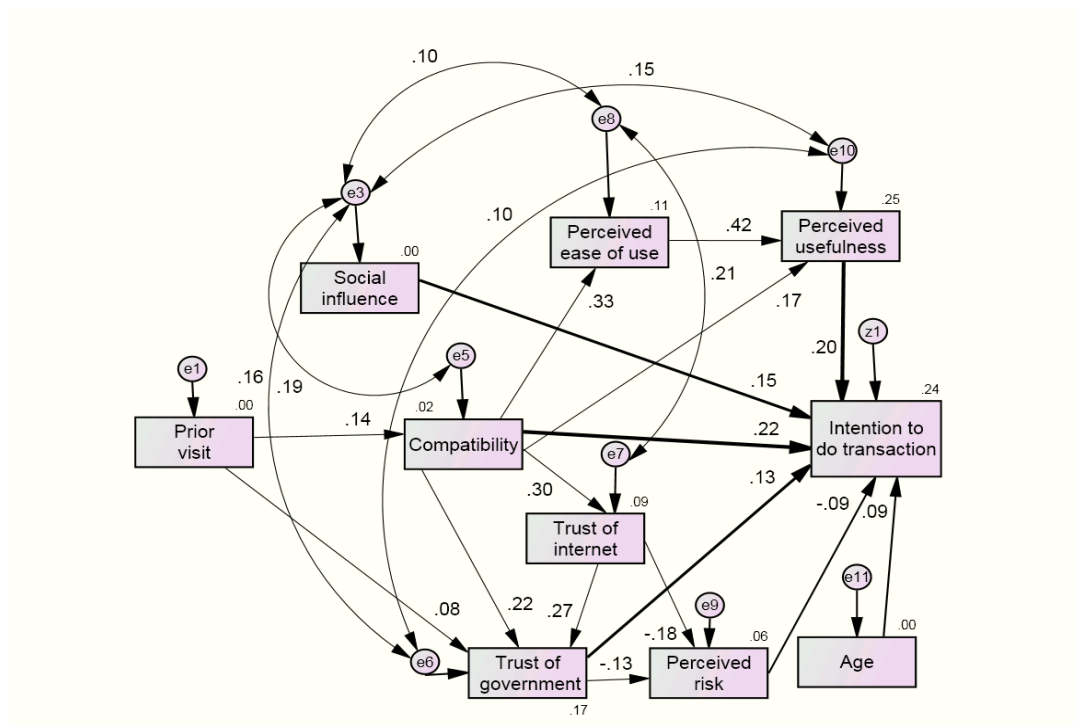 .10
.15
e8
e10
e3
.10
.11
.25
Perceived
ease of use
.42
Perceived
usefulness
.00
Social
influence
.21
.33
.17
z1
.20
e5
e1
.16
.19
.15
.24
.00
Prior
visit
.14
.02
Compatibility
.22
Intention to
do transaction
e7
.13
.30
-.09
.09
.09
Trust of
internet
e11
.08
.22
.27
e9
-.18
.06
.00
e6
Trust of
government
-.13
Perceived
risk
Age
.17